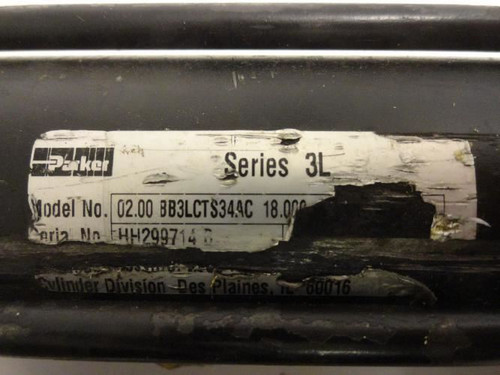 Parker
Series 3L
Model No. 02.00 BB3LCTS34AC 18.000
Serial No. HH299714 B
Cylinder Division Des Plaines, IL 60016